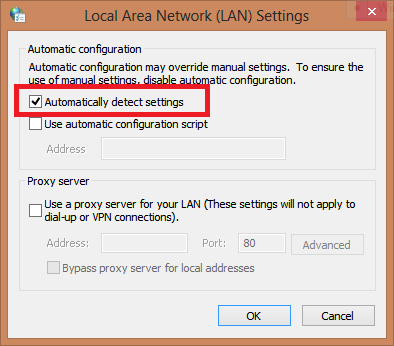 Local Area Network (LAN) Settings
Automatic configuration
Automatic configuration may override manual settings. To ensure the
use of manual settings, disable automatic configuration.
Automatically detect settings
Use automatic configuration script
Address
Proxy server
Use a proxy server for your LAN (These settings will not apply to
dial-up or VPN connections).
Address: Port: 80 Advanced
Bypass proxy server for local addresses
OK Cancel